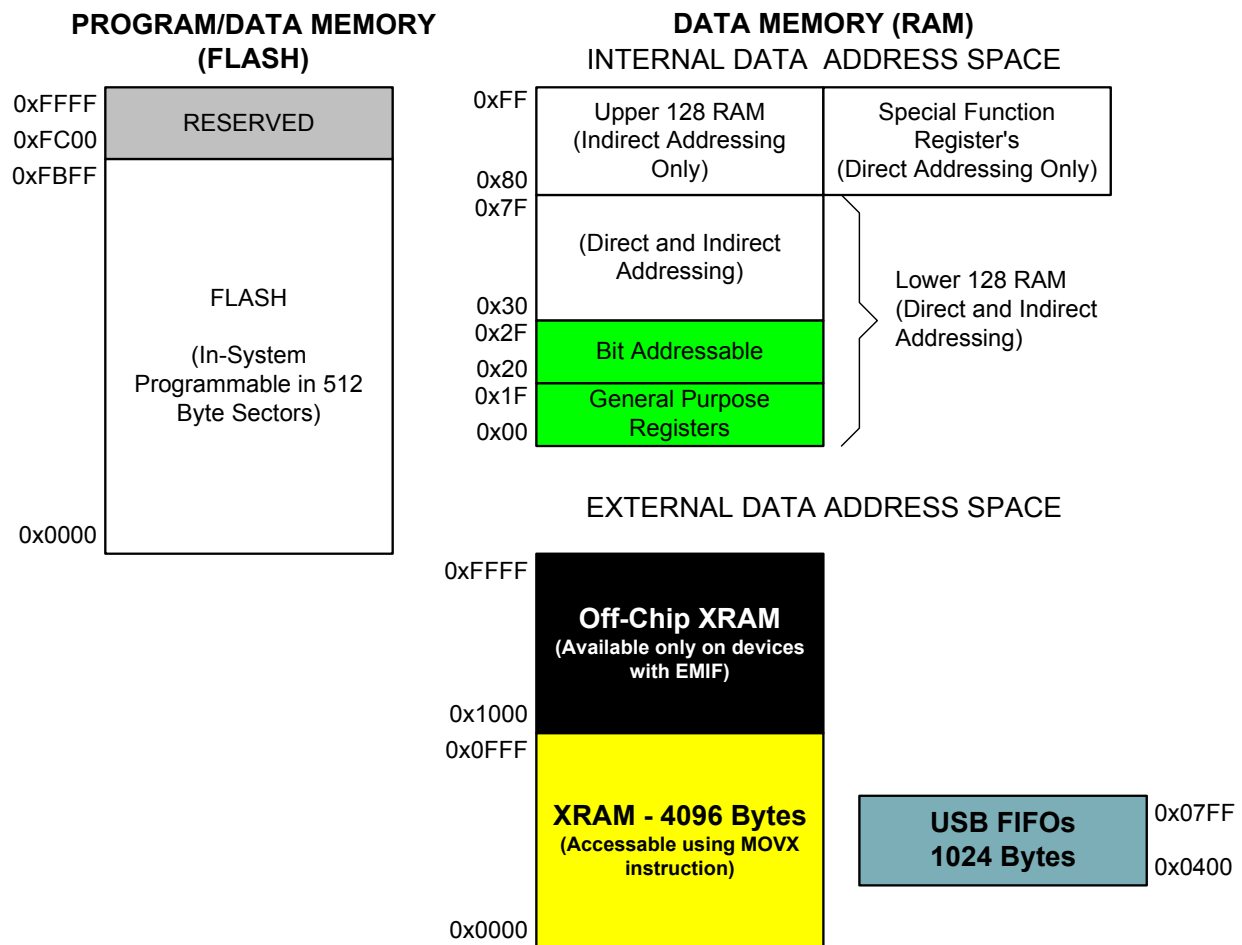 PROGRAM/DATA MEMORY
(FLASH)
0xFFFF
RESERVED
0xFC00
0xFBFF
FLASH
(In-System
Programmable in 512
Byte Sectors)
0x0000
DATA MEMORY (RAM)
INTERNAL DATA ADDRESS SPACE
0xFF
Upper 128 RAM
(Indirect Addressing
Only)
0x80
Special Function
Register's
(Direct Addressing Only)
0x7F
(Direct and Indirect
Addressing)
0x30
0x2F
Bit Addressable
0x20
0x1F
General Purpose
Registers
0x00
Lower 128 RAM
(Direct and Indirect
Addressing)
EXTERNAL DATA ADDRESS SPACE
0xFFFF
Off-Chip XRAM
(Available only on devices
with EMIF)
0x1000
0x0FFF
XRAM - 4096 Bytes
(Accessable using MOVX
instruction)
0x0000
USB FIFOs
1024 Bytes
0x07FF
0x0400